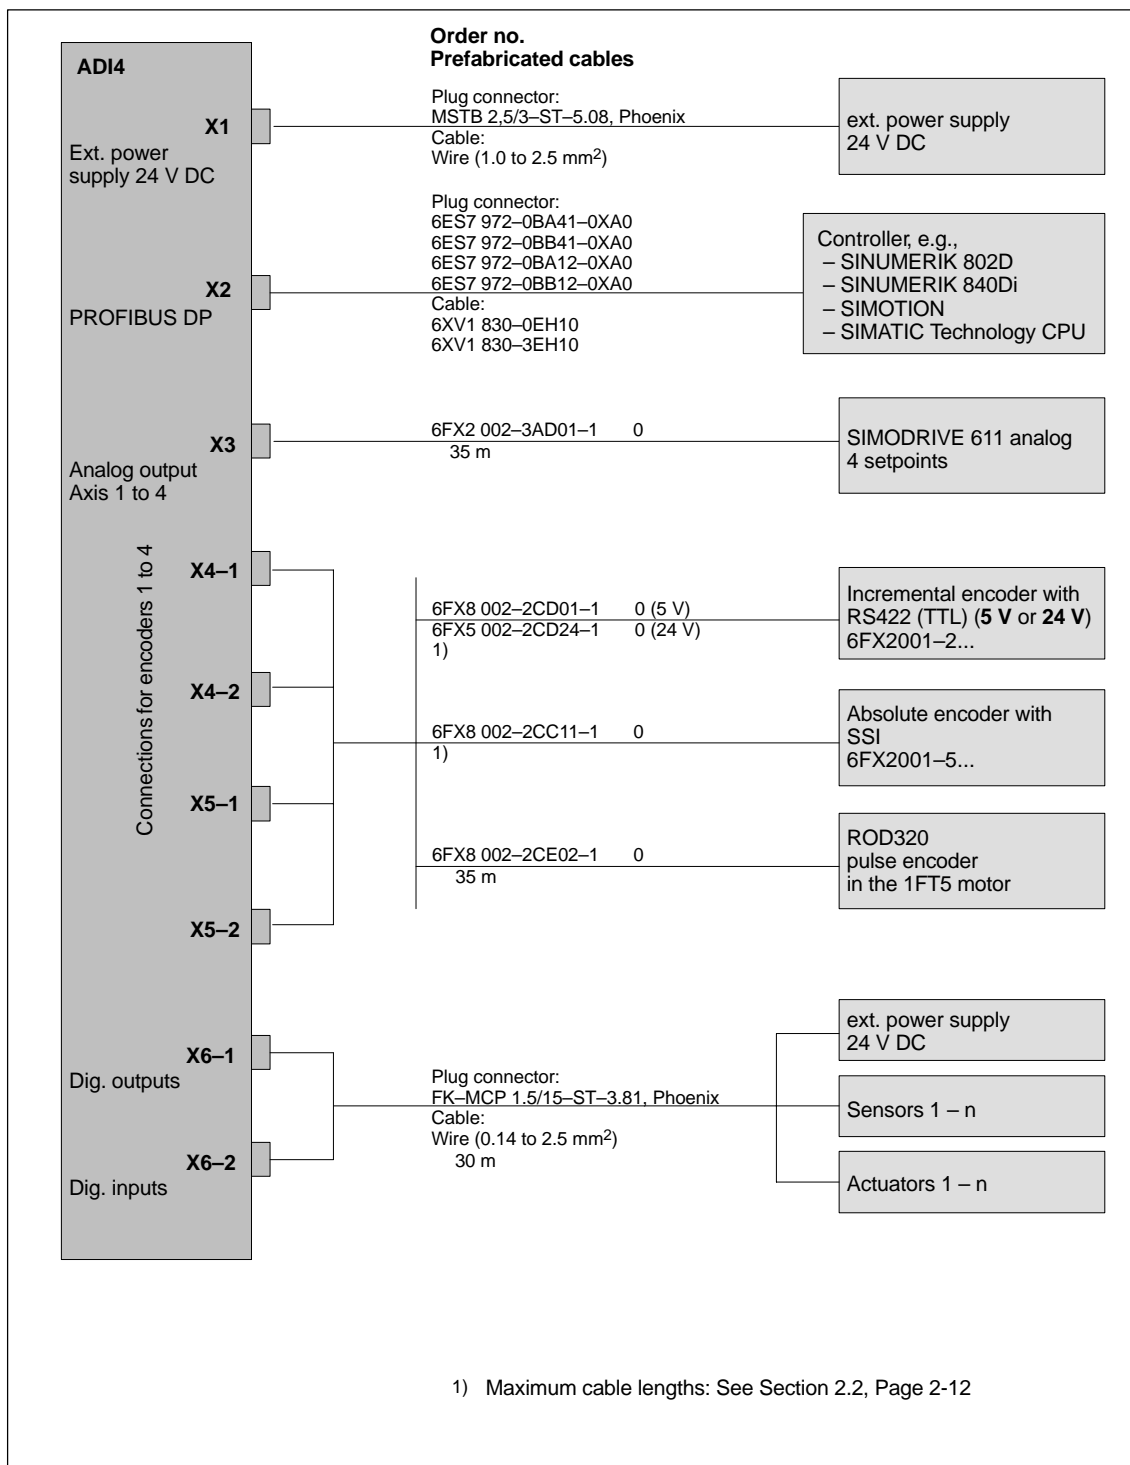 Order no.
Prefabricated cables
ADI4
X1
Ext. power
supply 24 V DC
Plug connector:
MSTB 2,5/3–ST–5.08, Phoenix
Cable:
Wire (1.0 to 2.5 mm²)
ext. power supply
24 V DC
X2
PROFIBUS DP
Plug connector:
6ES7 972–0BA41–0XA0
6ES7 972–0BB41–0XA0
6ES7 972–0BA12–0XA0
6ES7 972–0BB12–0XA0
Cable:
6XV1 830–0EH10
6XV1 830–3EH10
Controller, e.g.,
– SINUMERIK 802D
– SINUMERIK 840Di
– SIMOTION
– SIMATIC Technology CPU
X3
Analog output
Axis 1 to 4
6FX2 002–3AD01–1 0
35 m
SIMODRIVE 611 analog
4 setpoints
Connections for encoders 1 to 4
X4–1
X4–2
X5–1
X5–2
6FX8 002–2CD01–1 0 (5 V)
6FX5 002–2CD24–1 0 (24 V)
1)
Incremental encoder with
RS422 (TTL) (5 V or 24 V)
6FX2001–2...
6FX8 002–2CC11–1 0
1)
Absolute encoder with
SSI
6FX2001–5...
6FX8 002–2CE02–1 0
35 m
ROD320
pulse encoder
in the 1FT5 motor
X6–1
Dig. outputs
X6–2
Dig. inputs
Plug connector:
FK–MCP 1.5/15–ST–3.81, Phoenix
Cable:
Wire (0.14 to 2.5 mm²)
30 m
ext. power supply
24 V DC
Sensors 1 – n
Actuators 1 – n
1) Maximum cable lengths: See Section 2.2, Page 2-12